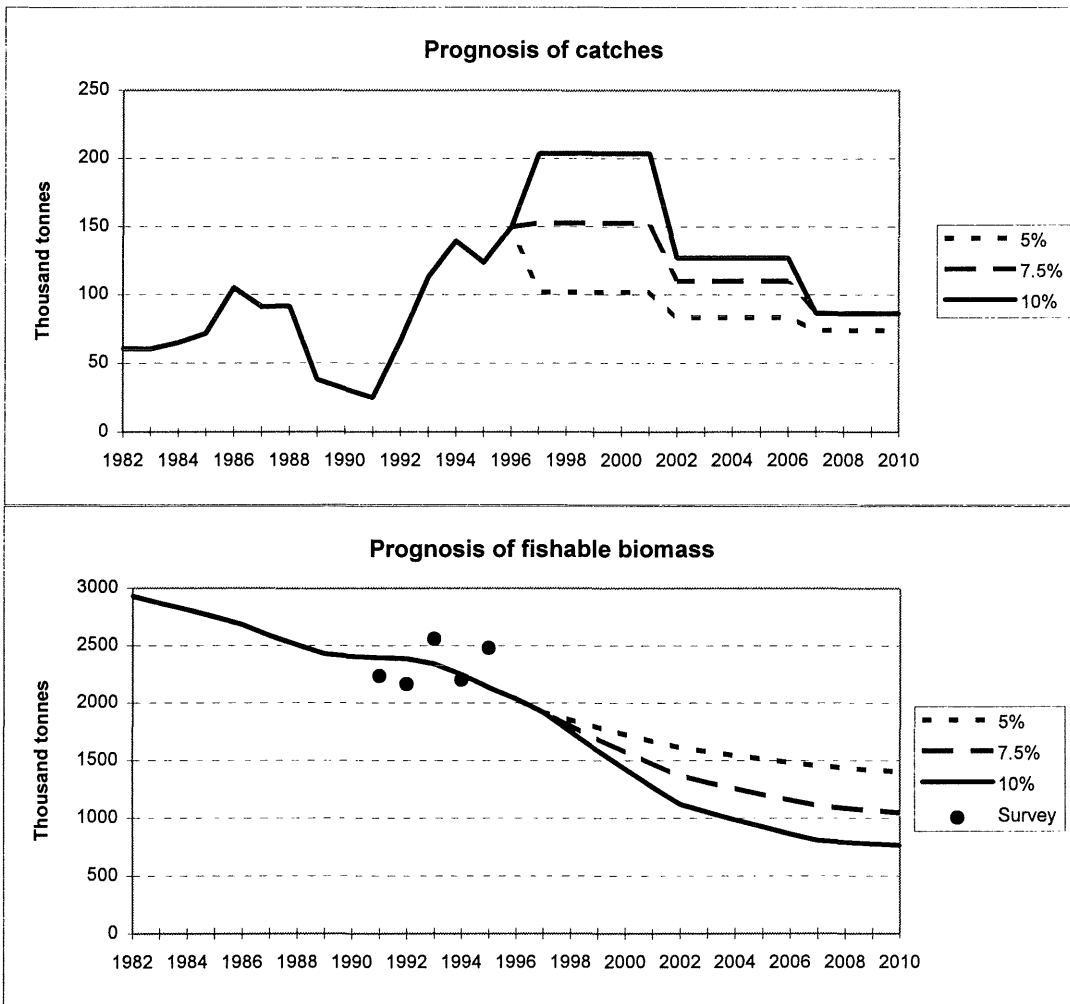 Prognosis of catches
Thousand tonnes
250
200
150
100
50
0
1982 1984 1986 1988 1990 1992 1994 1996 1998 2000 2002 2004 2006 2008 2010
5%
7.5%
10%
Prognosis of fishable biomass
Thousand tonnes
3000
2500
2000
1500
1000
500
0
1982 1984 1986 1988 1990 1992 1994 1996 1998 2000 2002 2004 2006 2008 2010
5%
7.5%
10%
Survey